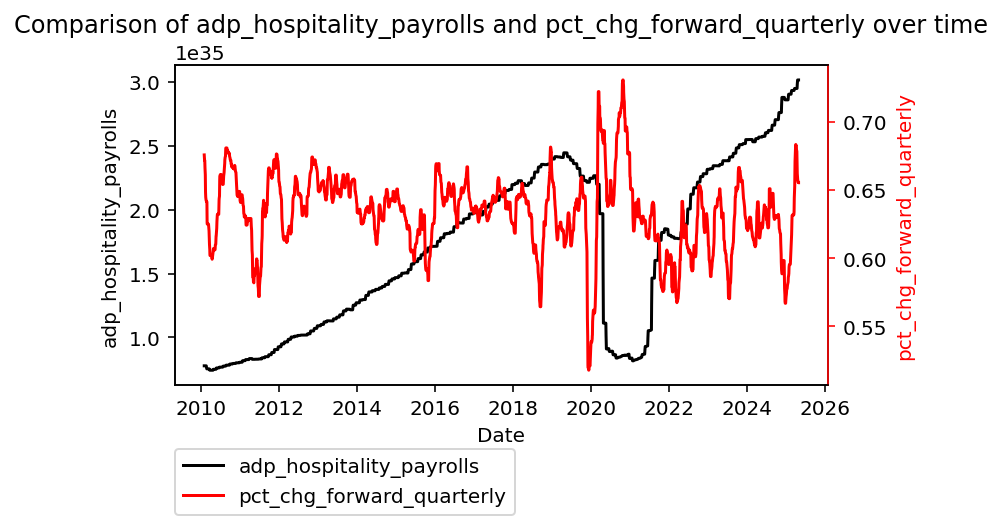 Comparison of adp_hospitality_payrolls and pct_chg_forward_quarterly over time
1e35
3.0
2.5
2.0
1.5
1.0
adp_hospitality_payrolls
0.70
0.65
0.60
0.55
pct_chg_forward_quarterly
2010 2012 2014 2016 2018 2020 2022 2024 2026
Date
adp_hospitality_payrolls
pct_chg_forward_quarterly